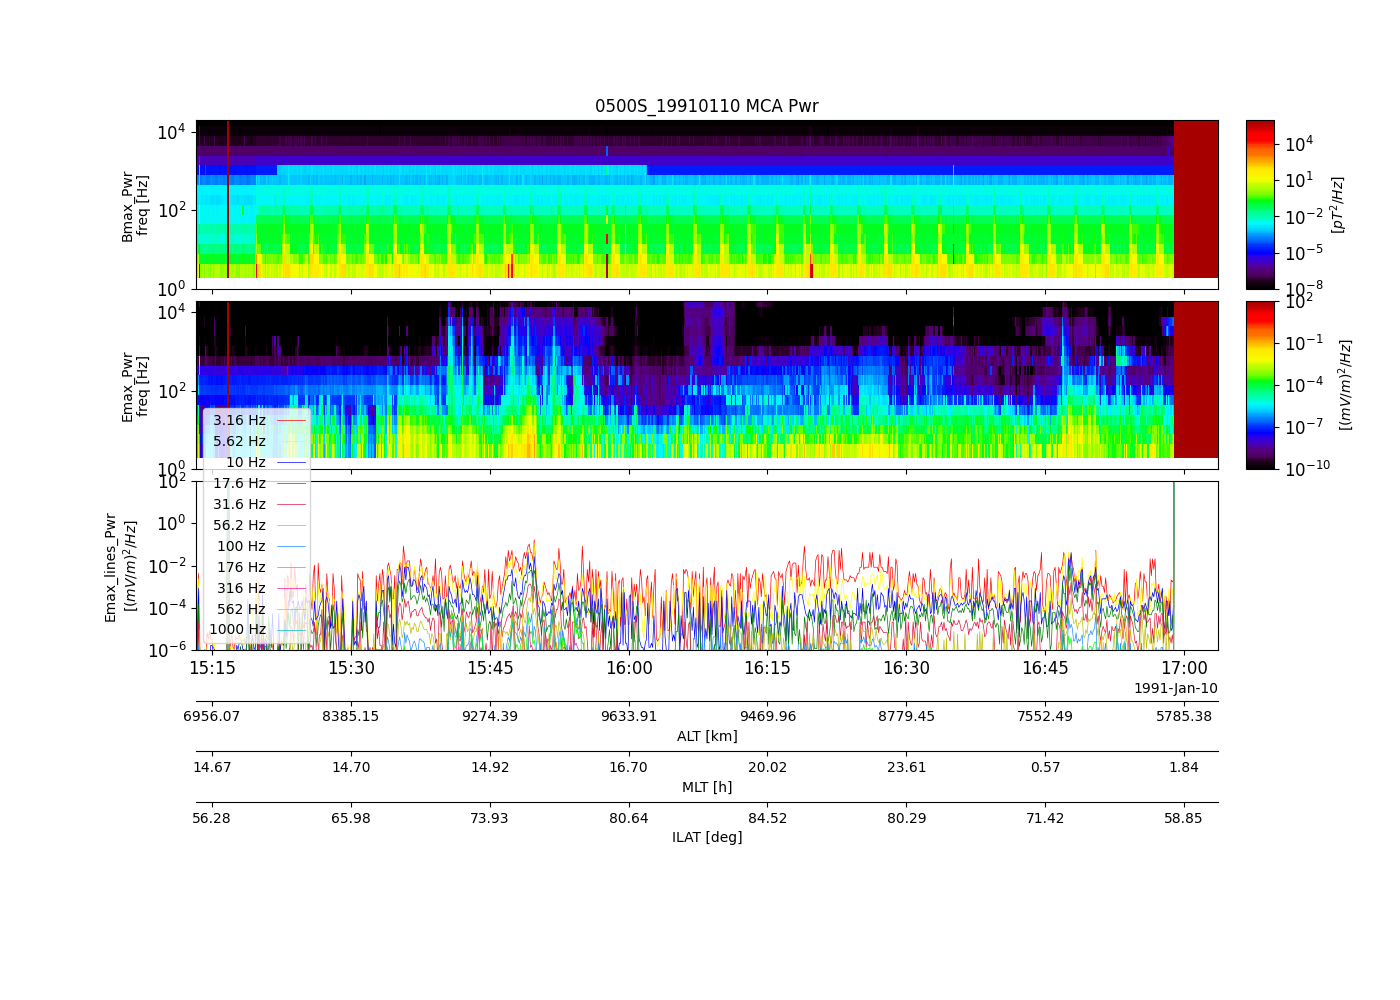 0500S_19910110 MCA Pwr
10^4
10^2
10^0
Bmax_Pwr
freq [Hz]
10^4
10^1
10^-2
10^-5
10^-8
[pT^2/Hz]
10^4
10^2
10^0
Emax_Pwr
freq [Hz]
10^2
10^-1
10^-4
10^-7
10^-10
[(mV/m)^2/Hz]
3.16 Hz
5.62 Hz
10 Hz
17.6 Hz
31.6 Hz
56.2 Hz
100 Hz
176 Hz
316 Hz
562 Hz
1000 Hz
10^2
10^0
10^-2
10^-4
10^-6
Emax_lines_Pwr
[(mV/m)^2/Hz]
15:15 15:30 15:45 16:00 16:15 16:30 16:45 17:00
1991-Jan-10
6956.07 8385.15 9274.39 9633.91 9469.96 8779.45 7552.49 5785.38
ALT [km]
14.67 14.70 14.92 16.70 20.02 23.61 0.57 1.84
MLT [h]
56.28 65.98 73.93 80.64 84.52 80.29 71.42 58.85
ILAT [deg]